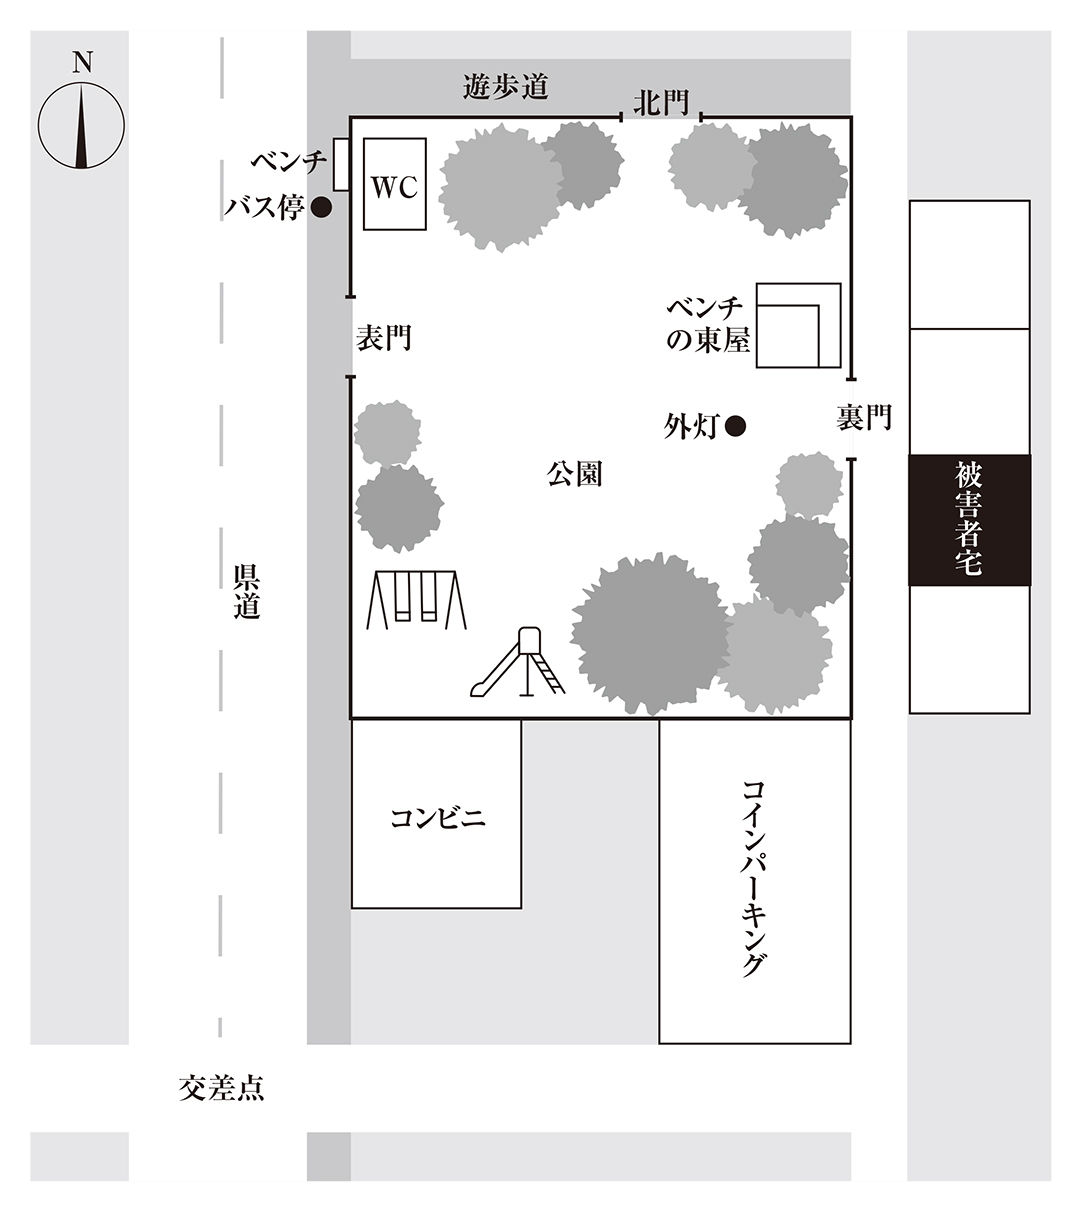 N
遊歩道
北門
ベンチ
WC
バス停
表門
ベンチ
の東屋
外灯
裏門
公園
被害者宅
県道
コンビニ
コインパーキング
交差点